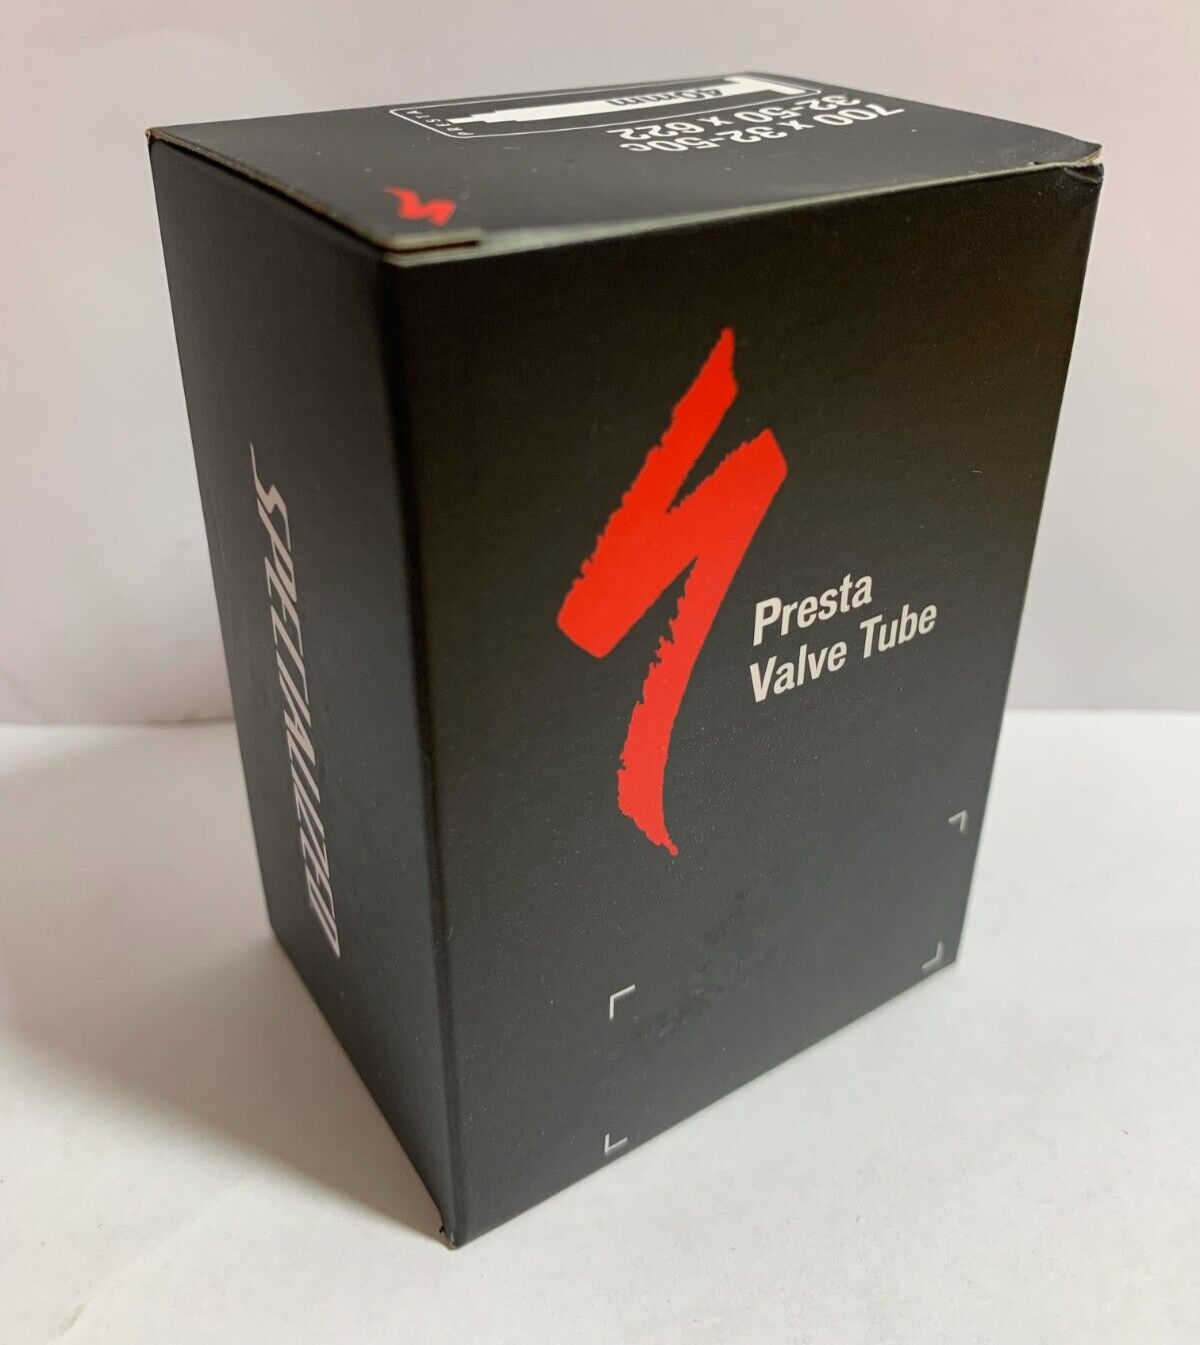 40mm
PRESTA
700 x 32-50c
32-50 x 622
SPECIALIZED
Presta
Valve Tube